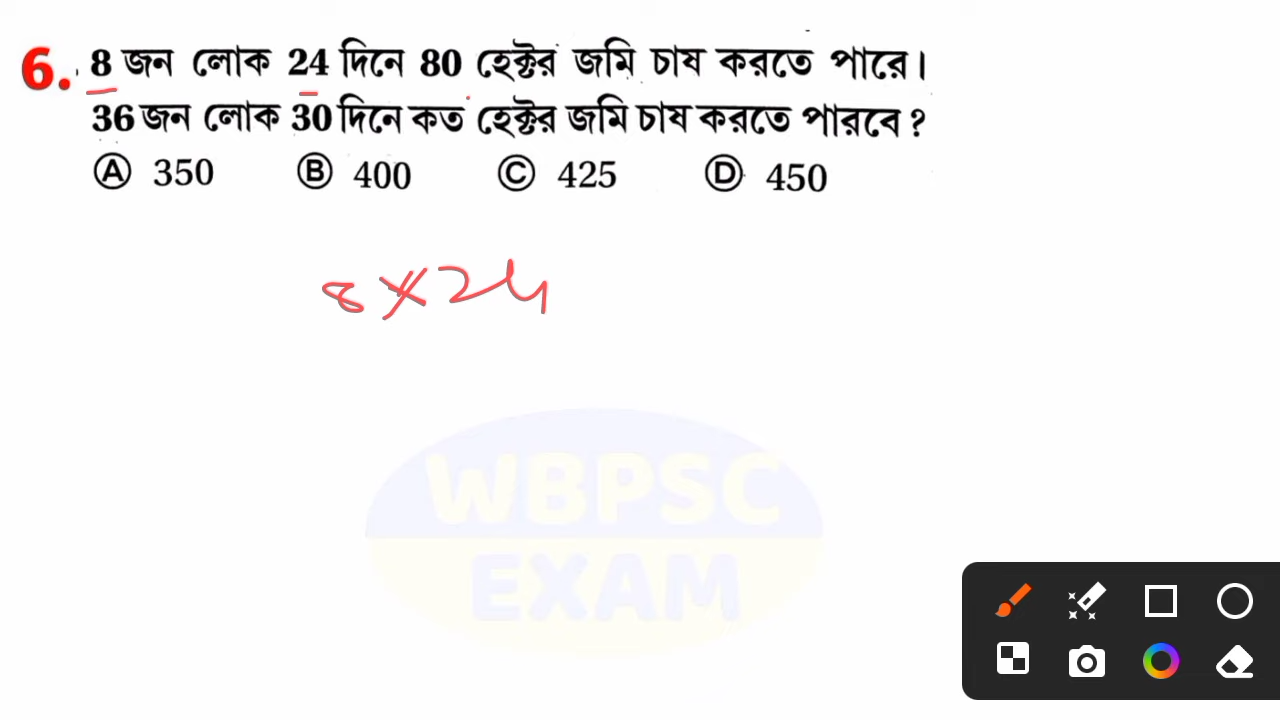 6. 8 জন লোক 24 দিনে 80 হেক্টর জমি চাষ করতে পারে।
36 জন লোক 30 দিনে কত হেক্টর জমি চাষ করতে পারবে ?
Ⓐ 350 Ⓑ 400 Ⓒ 425 Ⓓ 450
8×24
WBPSC
EXAM